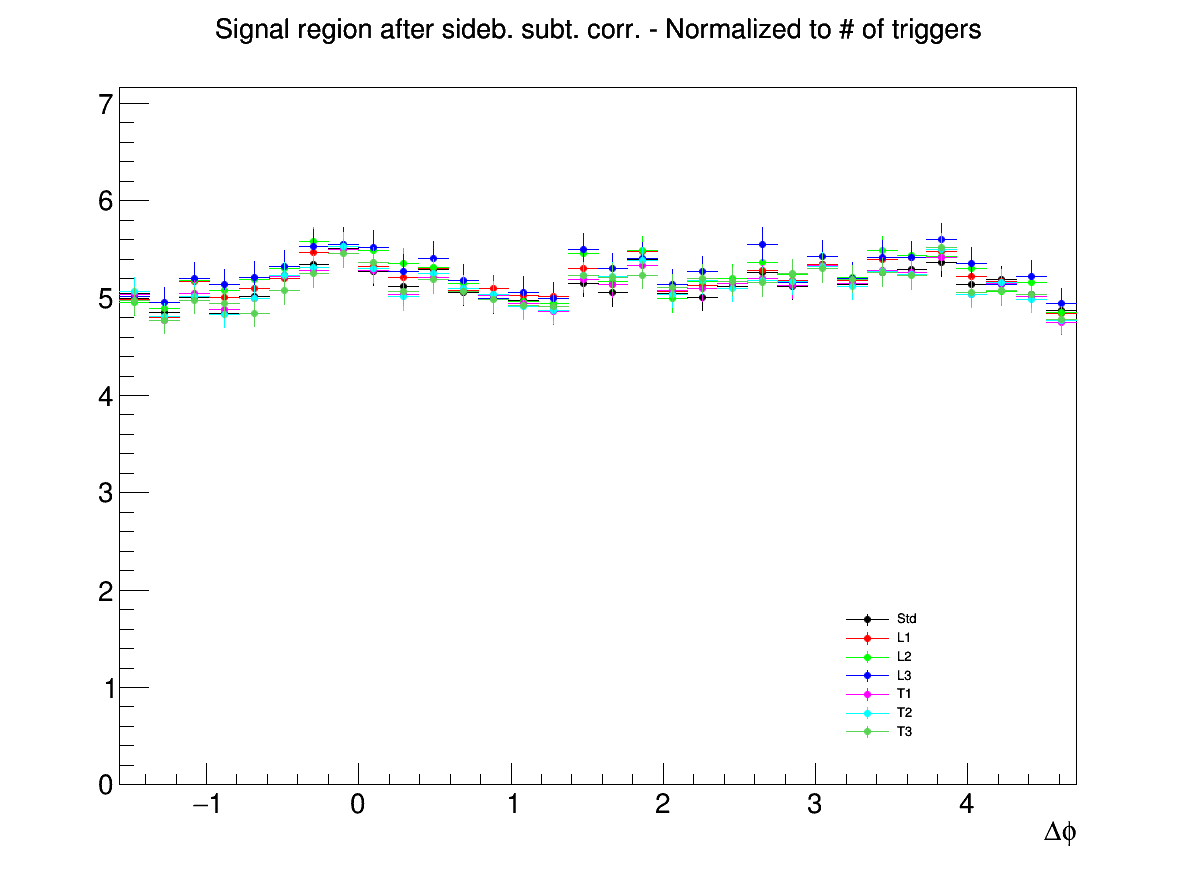 Signal region after sideb. subt. corr. - Normalized to # of triggers
7
6
5
4
3
2
1
0
Std
L1
L2
L3
T1
T2
T3
−1 0 1 2 3 4
Δϕ